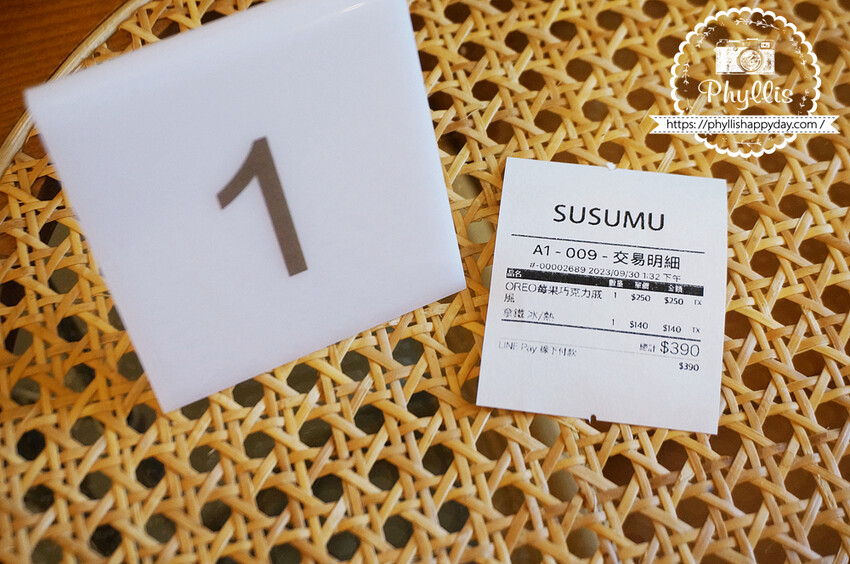 1
Phyllis
https://phyllishappyday.com/
SUSUMU
A1 - 009 - 交易明細
#-00002689 2023/09/30 1:32 下午
品名 數量 單價 金額
OREO莓果巧克力戚 1 $250 $250 TX
風
拿鐵 冰/熱 1 $140 $140 TX
LINE Pay 線下付款 總計 $390
$390